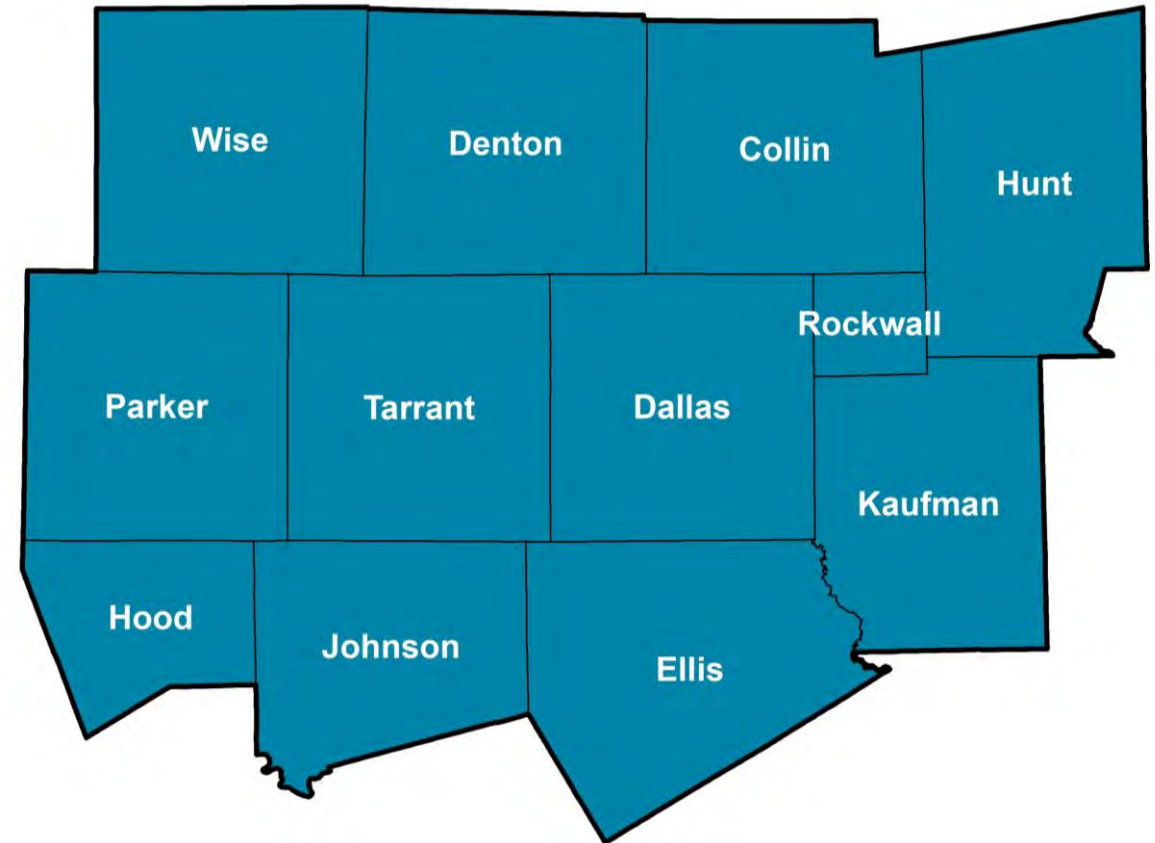 Wise
Denton
Collin
Hunt
Rockwall
Parker
Tarrant
Dallas
Kaufman
Hood
Johnson
Ellis